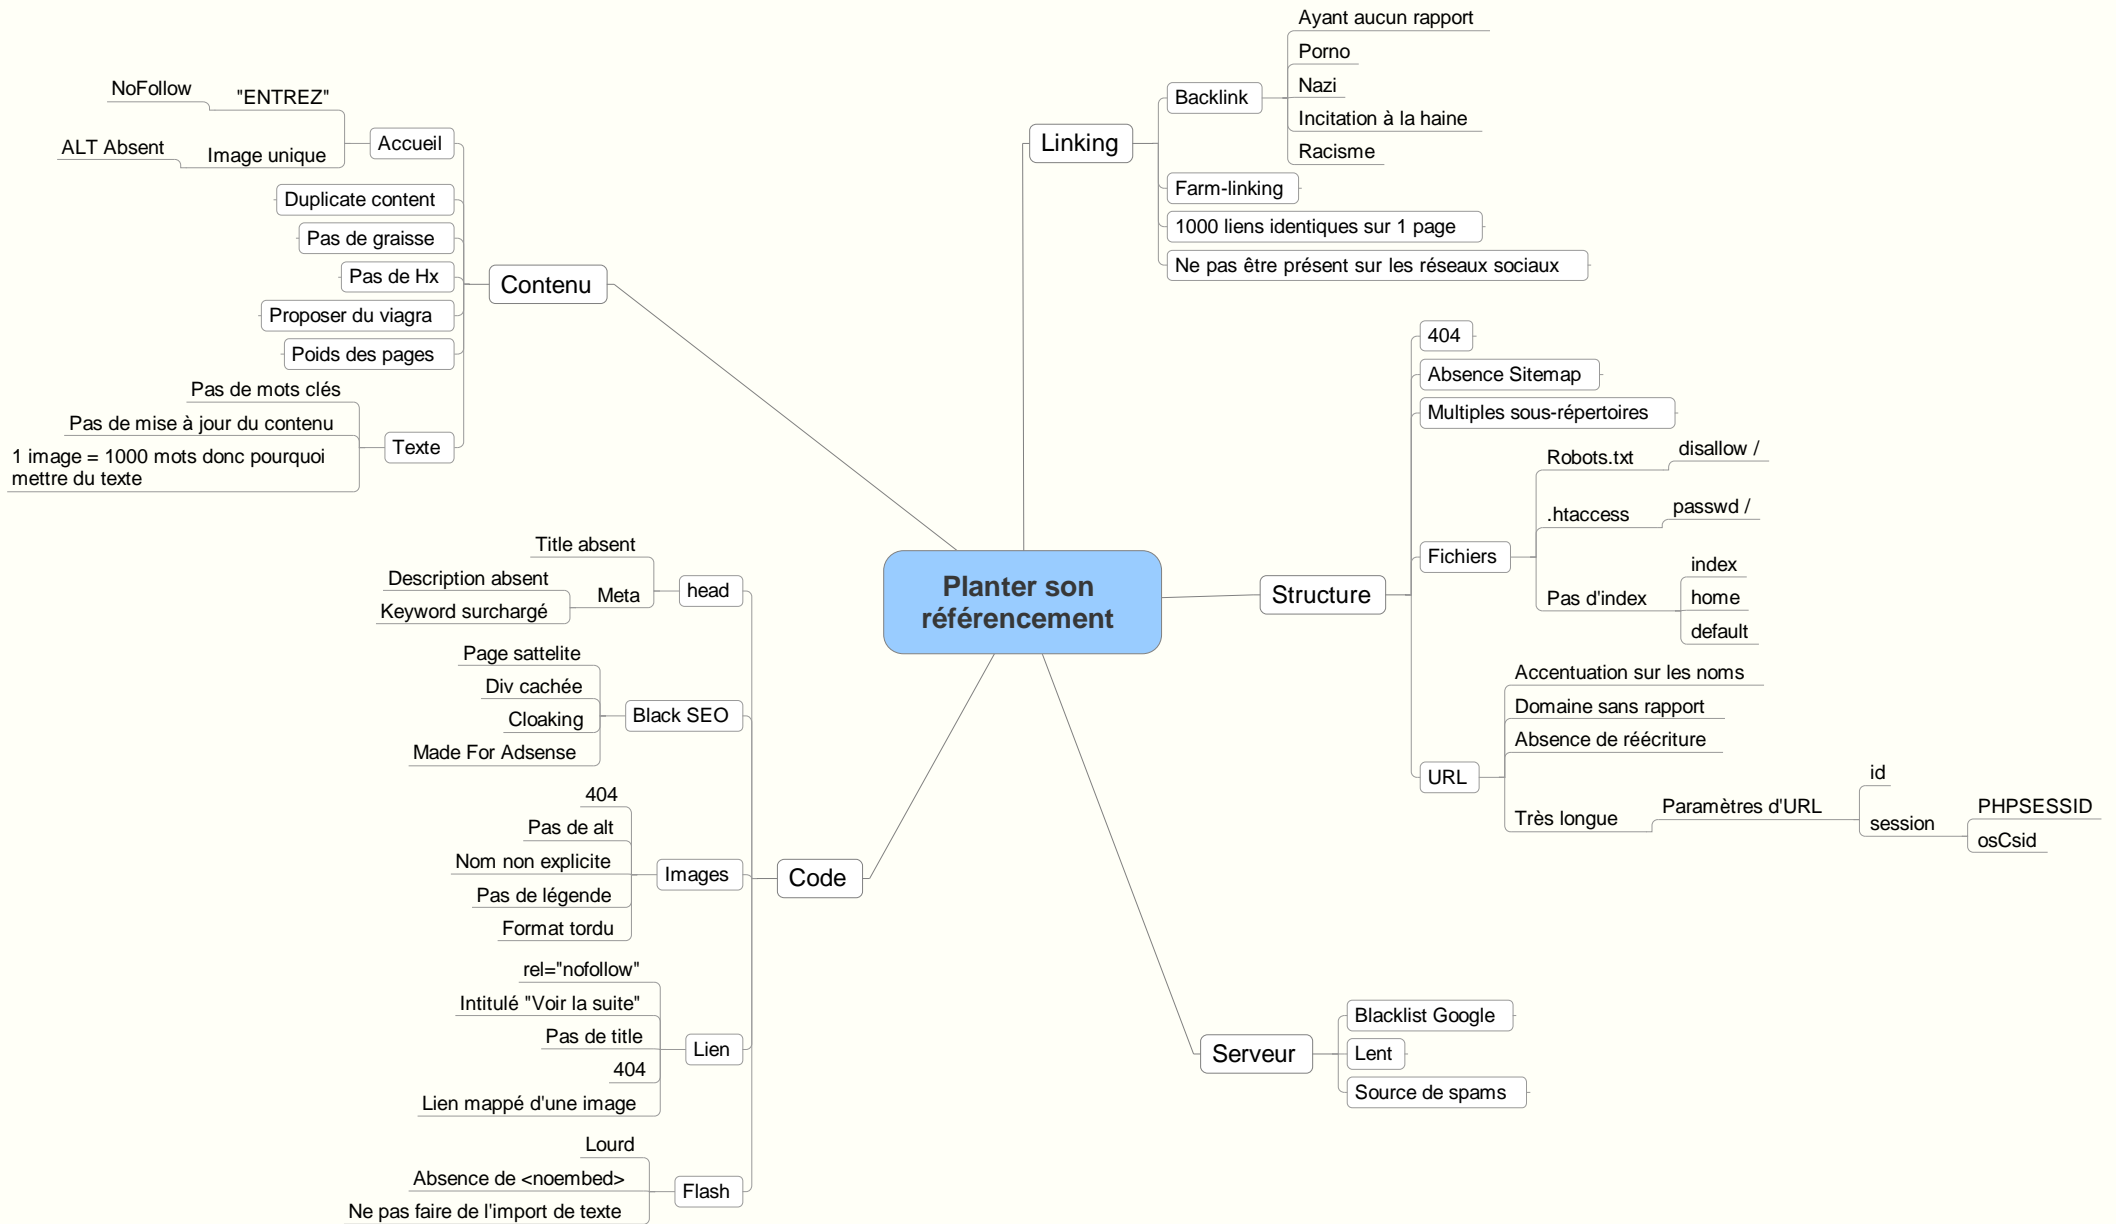 Planter son
référencement
Linking
Backlink
Ayant aucun rapport
Porno
Nazi
Incitation à la haine
Racisme
Farm-linking
1000 liens identiques sur 1 page
Ne pas être présent sur les réseaux sociaux
Structure
404
Absence Sitemap
Multiples sous-répertoires
Fichiers
Robots.txt
disallow /
.htaccess
passwd /
Pas d'index
index
home
default
URL
Accentuation sur les noms
Domaine sans rapport
Absence de réécriture
Très longue
Paramètres d'URL
id
session
PHPSESSID
osCsid
Serveur
Blacklist Google
Lent
Source de spams
Contenu
Accueil
"ENTREZ"
NoFollow
Image unique
ALT Absent
Duplicate content
Pas de graisse
Pas de Hx
Proposer du viagra
Poids des pages
Texte
Pas de mots clés
Pas de mise à jour du contenu
1 image = 1000 mots donc pourquoi
mettre du texte
Code
head
Title absent
Meta
Description absent
Keyword surchargé
Black SEO
Page sattelite
Div cachée
Cloaking
Made For Adsense
Images
404
Pas de alt
Nom non explicite
Pas de légende
Format tordu
Lien
rel="nofollow"
Intitulé "Voir la suite"
Pas de title
404
Lien mappé d'une image
Flash
Lourd
Absence de <noembed>
Ne pas faire de l'import de texte